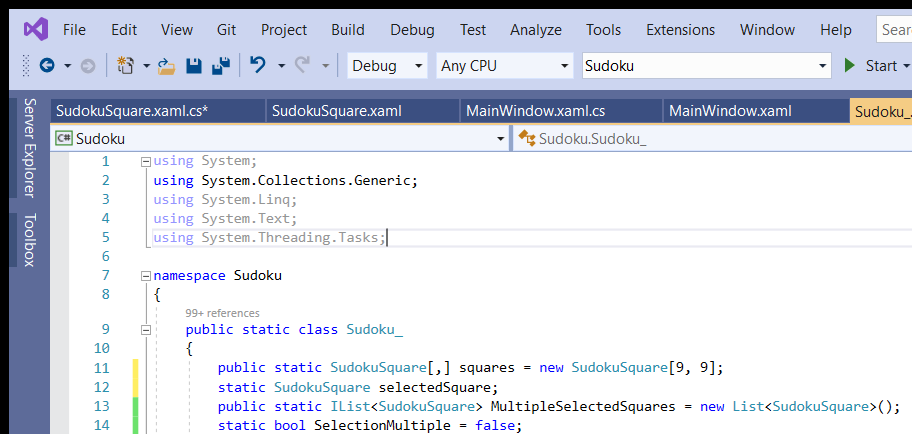 File Edit View Git Project Build Debug Test Analyze Tools Extensions Window Help
Debug Any CPU Sudoku Start
SudokuSquare.xaml.cs* SudokuSquare.xaml MainWindow.xaml.cs MainWindow.xaml Sudoku_
Server Explorer
Toolbox
C# Sudoku Sudoku.Sudoku_
1 using System;
2 using System.Collections.Generic;
3 using System.Linq;
4 using System.Text;
5 using System.Threading.Tasks;
6
7 namespace Sudoku
8 {
99+ references
9 public static class Sudoku_
10 {
11 public static SudokuSquare[,] squares = new SudokuSquare[9, 9];
12 static SudokuSquare selectedSquare;
13 public static IList<SudokuSquare> MultipleSelectedSquares = new List<SudokuSquare>();
14 static bool SelectionMultiple = false;